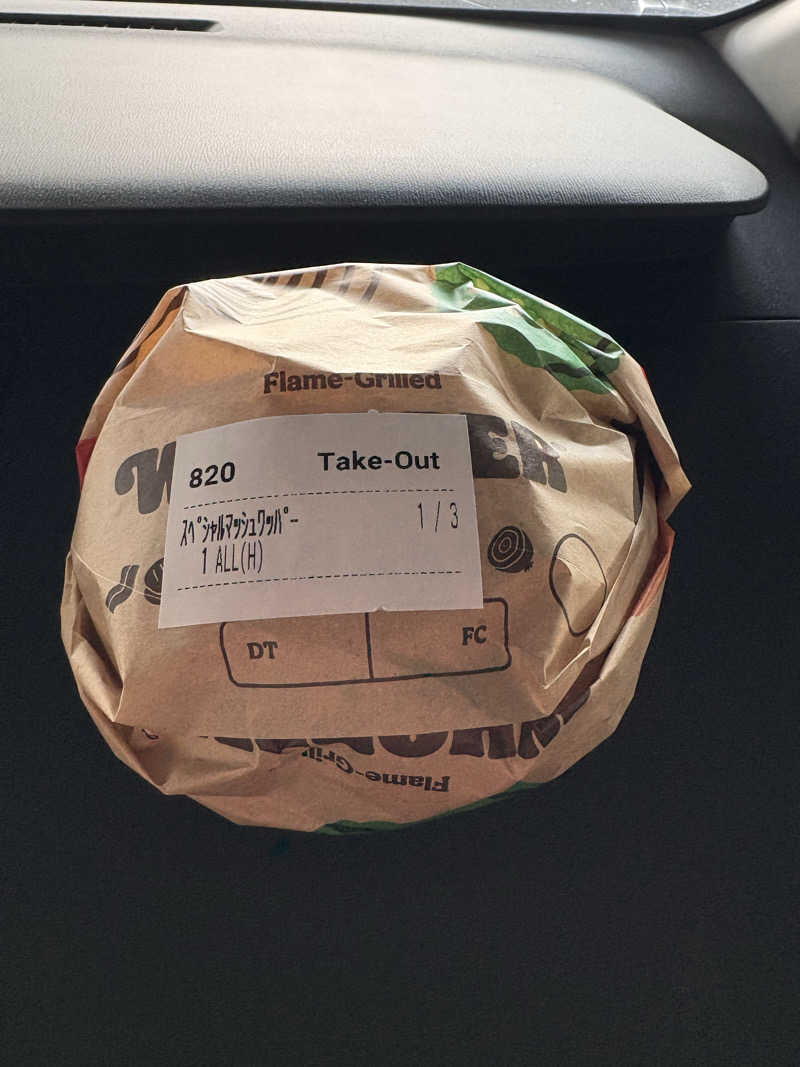 Flame-Grilled
820 Take-Out
ｽﾍﾟｼｬﾙﾏｯｼｭﾜｯﾊﾟｰ 1 / 3
1 ALL(H)
DT FC
Flame-Gril